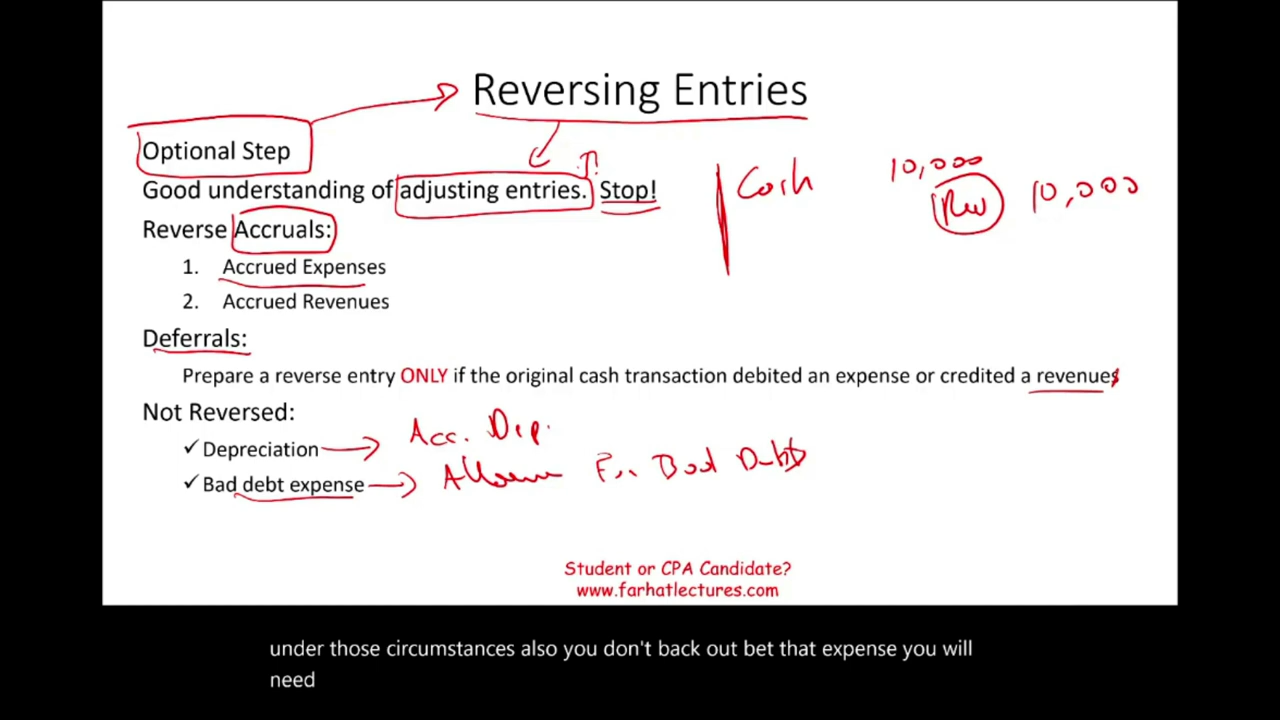 Reversing Entries
Optional Step
Good understanding of adjusting entries. Stop!
Cash 10,000
Rev 10,000
Reverse Accruals:
1. Accrued Expenses
2. Accrued Revenues
Deferrals:
Prepare a reverse entry ONLY if the original cash transaction debited an expense or credited a revenues
Not Reversed:
✓ Depreciation Acc. Dep.
✓ Bad debt expense Allowance For Bad Debt
Student or CPA Candidate?
www.farhatlectures.com
under those circumstances also you don't back out bet that expense you will
need